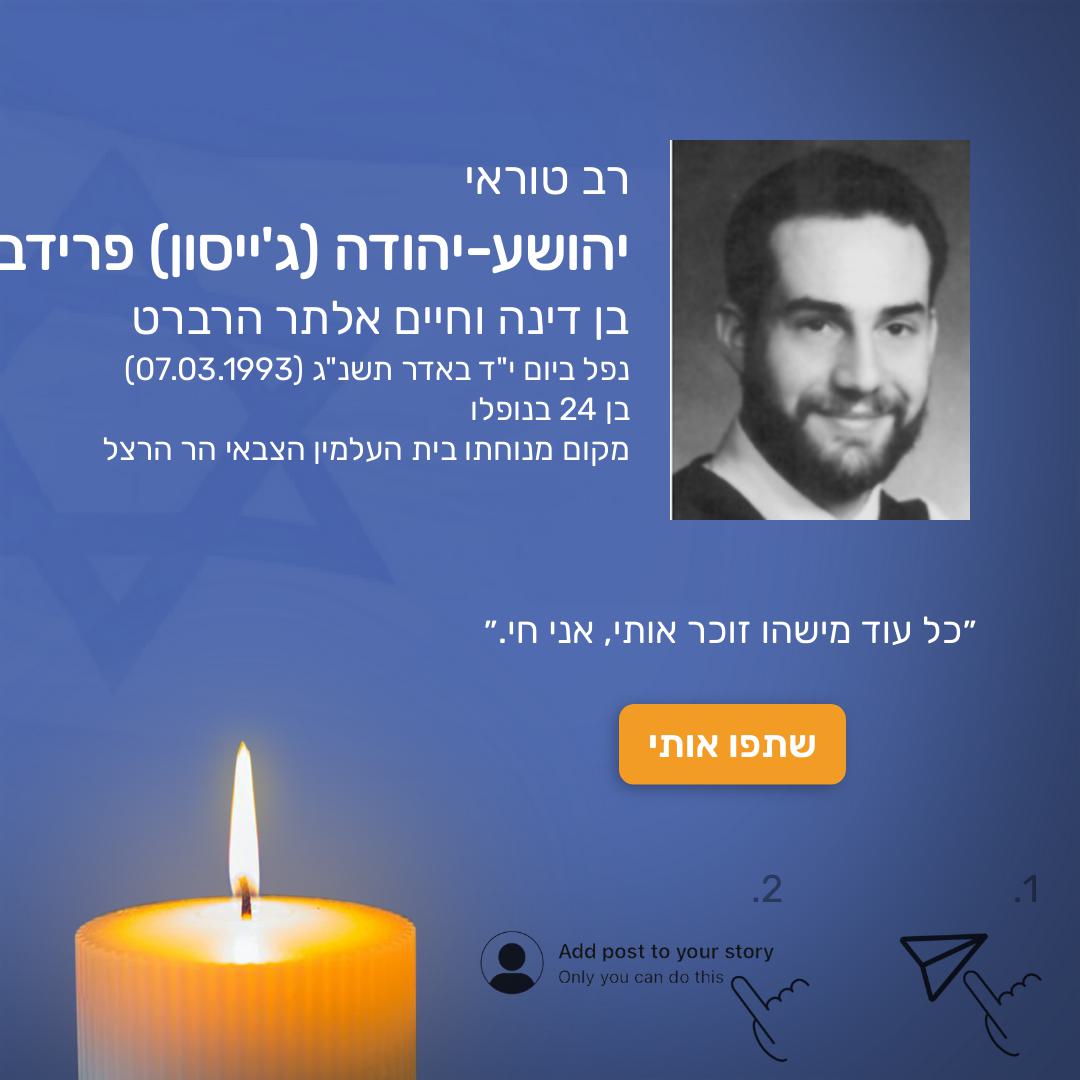 רב טוראי
יהושע-יהודה (ג'ייסון) פרידב
בן דינה וחיים אלתר הרברט
נפל ביום י"ד באדר תשנ"ג (07.03.1993)
בן 24 בנופלו
מקום מנוחתו בית העלמין הצבאי הר הרצל
״כל עוד מישהו זוכר אותי, אני חי.״
שתפו אותי
1.
2.
Add post to your story
Only you can do this